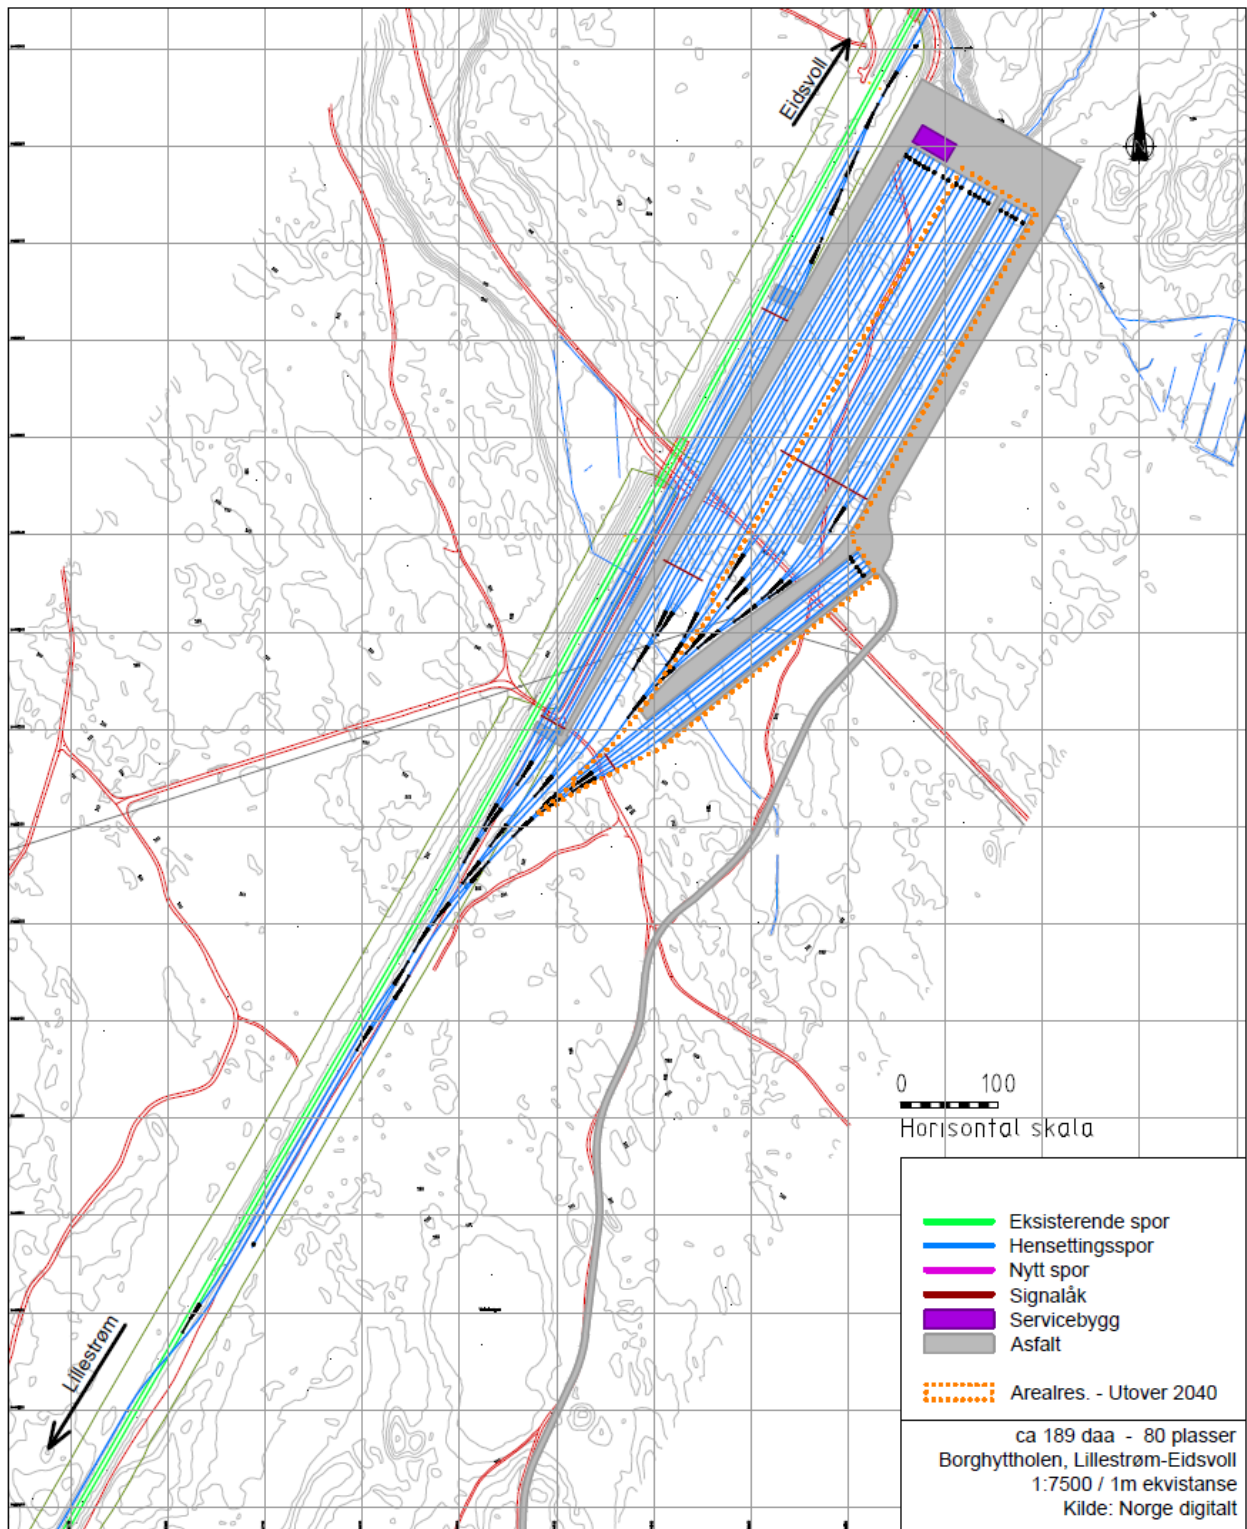 Eidsvoll
0 100
Horisontal skala
Eksisterende spor
Hensettingsspor
Nytt spor
Signalåk
Servicebygg
Asfalt
Arealres. - Utover 2040
Lillestrøm
ca 189 daa - 80 plasser
Borghyttholen, Lillestrøm-Eidsvoll
1:7500 / 1m ekvistanse
Kilde: Norge digitalt